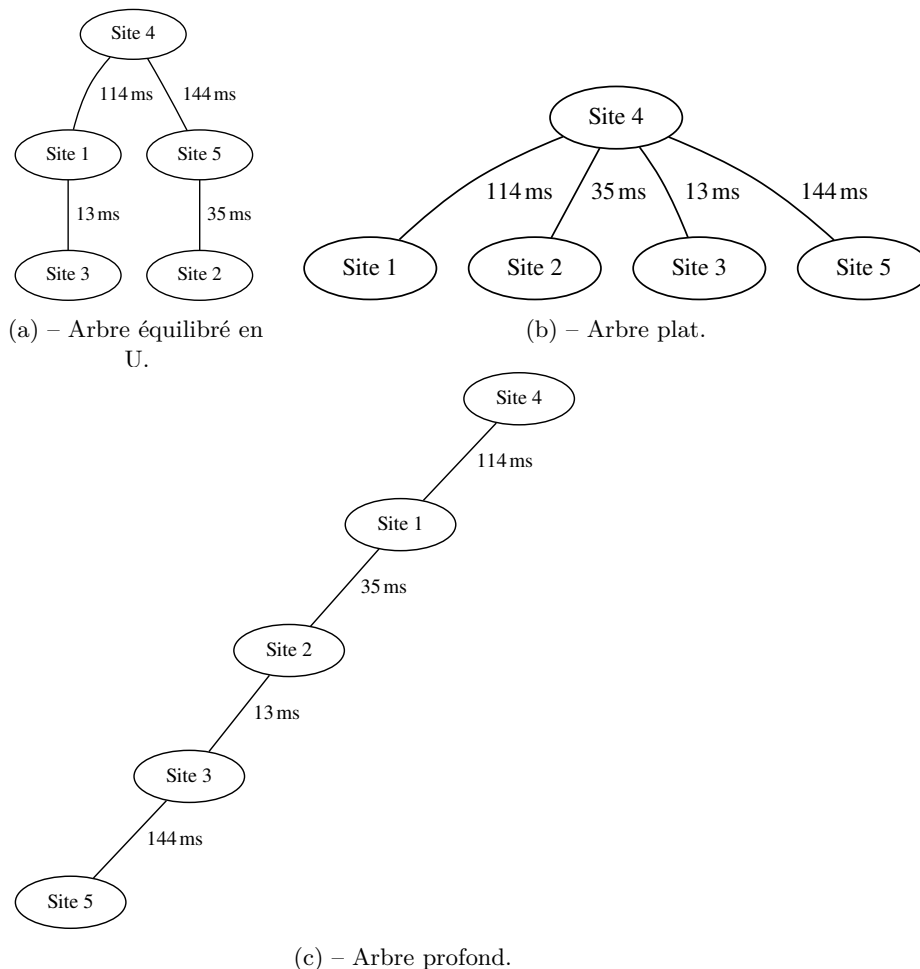 Site 4
114 ms
144 ms
Site 1
Site 5
13 ms
35 ms
Site 3
Site 2
(a) – Arbre équilibré en
U.
Site 4
114 ms
35 ms
13 ms
144 ms
Site 1
Site 2
Site 3
Site 5
(b) – Arbre plat.
Site 4
114 ms
Site 1
35 ms
Site 2
13 ms
Site 3
144 ms
Site 5
(c) – Arbre profond.